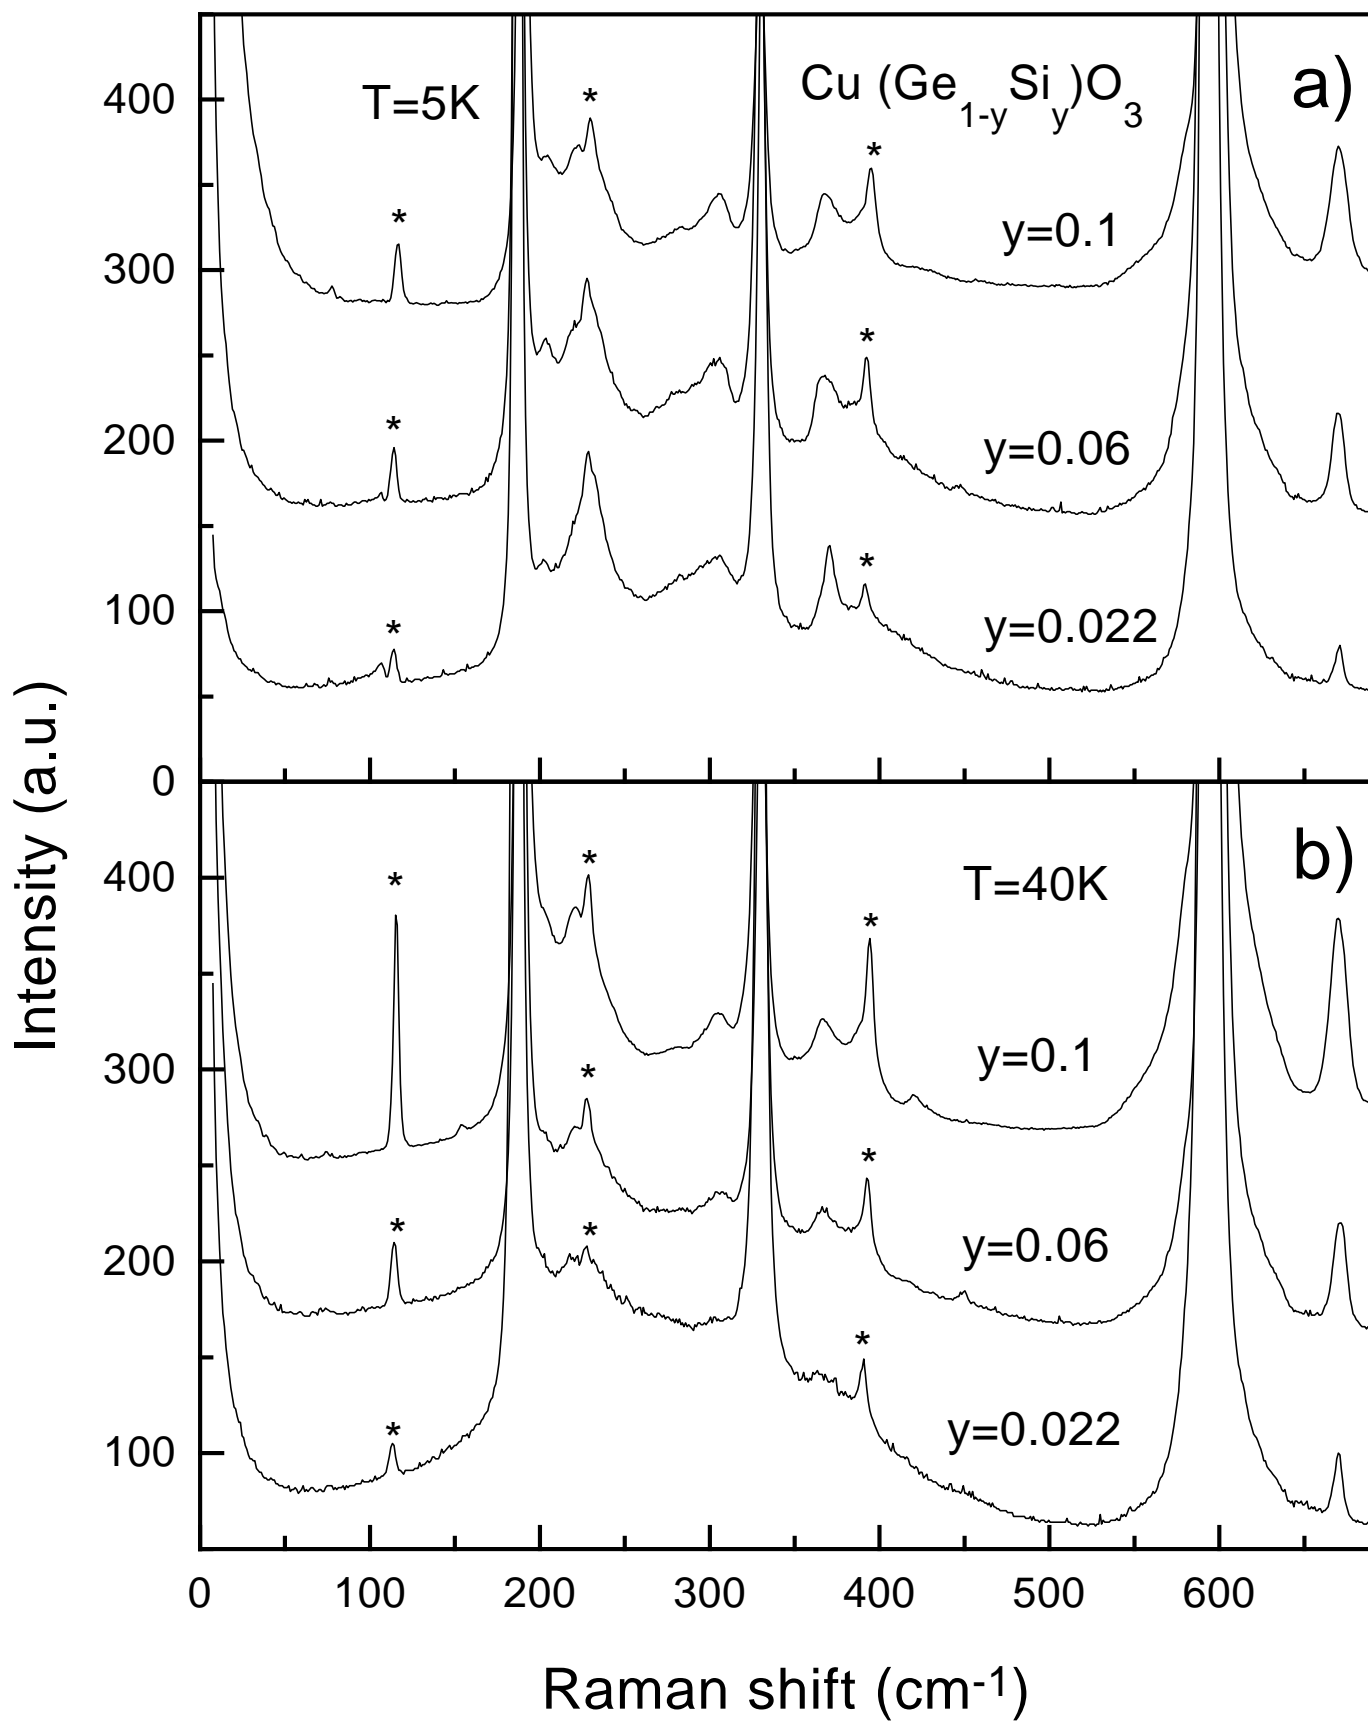 T=5K
Cu (Ge1-ySiy)O3
a)
*
*
*
y=0.1
*
*
y=0.06
*
*
y=0.022
400
300
200
100
0
Intensity (a.u.)
b)
T=40K
*
*
*
y=0.1
*
*
*
y=0.06
*
*
*
y=0.022
400
300
200
100
0 100 200 300 400 500 600
Raman shift (cm-1)